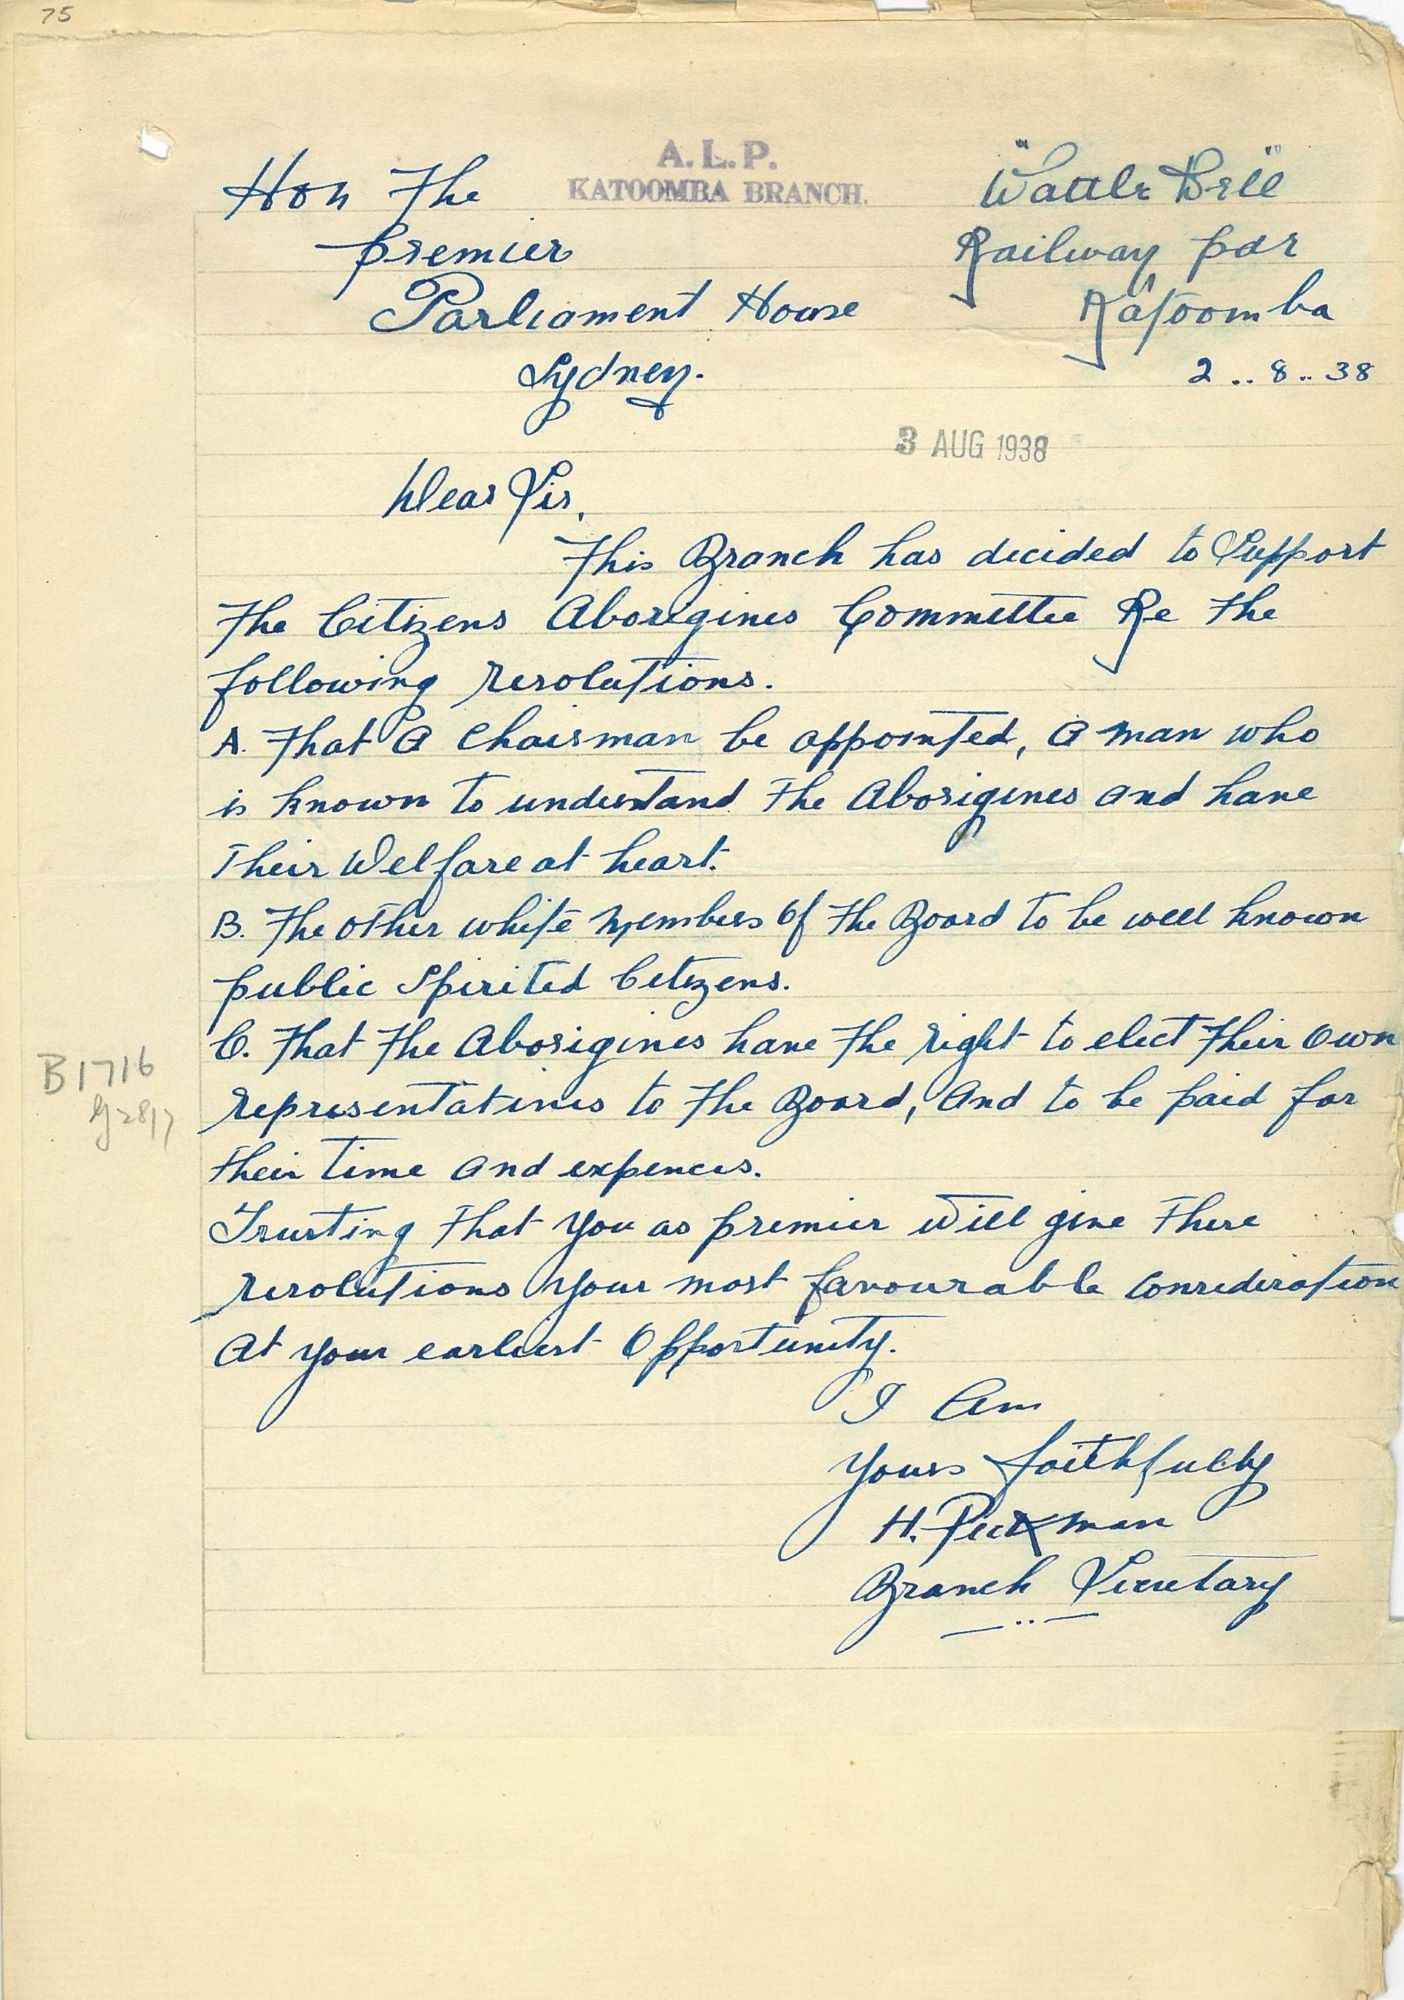 75
A.L.P.
KATOOMBA BRANCH.
"Wattle Dell"
Railway pde
Katoomba
2..8..38
Hon The
premier
Parliament House
Sydney.
3 AUG 1938
Dear Sir,
This Branch has decided to Support
The Citizens Aborigines Committee Re The
following resolutions.
A. That a Chairman be appointed, a man who
is known to understand The Aborigines and have
Their Welfare at heart.
B. The other white Members of The Board to be well known
public Spirited Citizens.
C. That The Aborigines have The right to elect Their own
representatives to The Board, and to be paid for
Their time and expences.
Trusting That you as premier will give These
resolutions your most favourable consideration
At your earliest Opportunity.
I Am
Yours faithfully
H. Peckman
Branch Secretary
B1716